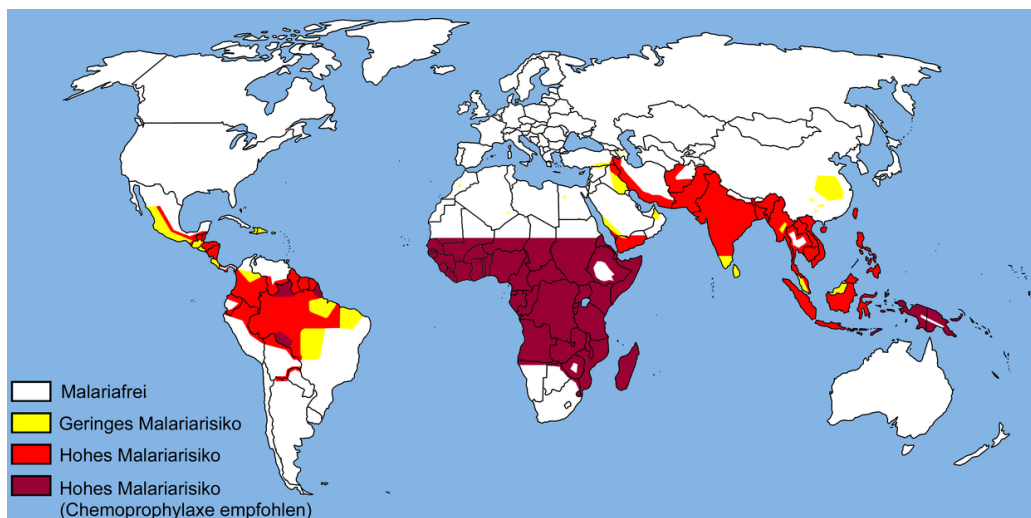 Malariafrei
Geringes Malariarisiko
Hohes Malariarisiko
Hohes Malariarisiko
(Chemoprophylaxe empfohlen)